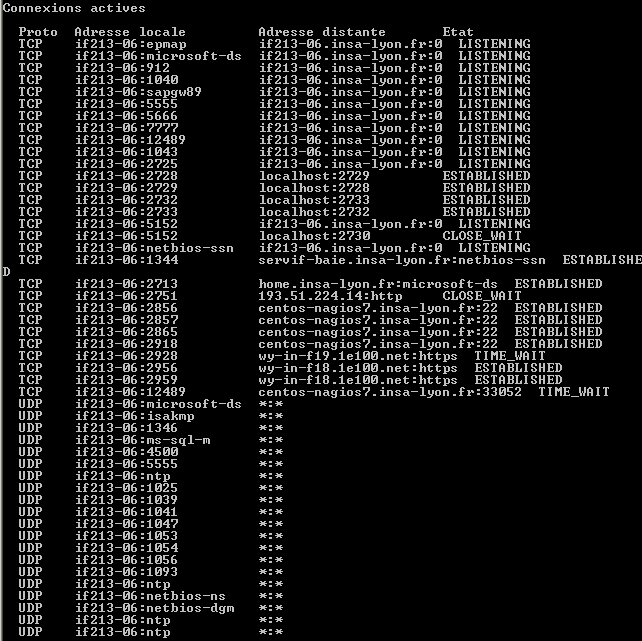 Connexions actives
Proto Adresse locale Adresse distante Etat
TCP if213-06:epmap if213-06.insa-lyon.fr:0 LISTENING
TCP if213-06:microsoft-ds if213-06.insa-lyon.fr:0 LISTENING
TCP if213-06:912 if213-06.insa-lyon.fr:0 LISTENING
TCP if213-06:1040 if213-06.insa-lyon.fr:0 LISTENING
TCP if213-06:sapgw89 if213-06.insa-lyon.fr:0 LISTENING
TCP if213-06:5555 if213-06.insa-lyon.fr:0 LISTENING
TCP if213-06:5666 if213-06.insa-lyon.fr:0 LISTENING
TCP if213-06:7777 if213-06.insa-lyon.fr:0 LISTENING
TCP if213-06:12489 if213-06.insa-lyon.fr:0 LISTENING
TCP if213-06:1043 if213-06.insa-lyon.fr:0 LISTENING
TCP if213-06:2725 if213-06.insa-lyon.fr:0 LISTENING
TCP if213-06:2728 localhost:2729 ESTABLISHED
TCP if213-06:2729 localhost:2728 ESTABLISHED
TCP if213-06:2732 localhost:2733 ESTABLISHED
TCP if213-06:2733 localhost:2732 ESTABLISHED
TCP if213-06:5152 if213-06.insa-lyon.fr:0 LISTENING
TCP if213-06:5152 localhost:2730 CLOSE_WAIT
TCP if213-06:netbios-ssn if213-06.insa-lyon.fr:0 LISTENING
TCP if213-06:1344 servif-baie.insa-lyon.fr:netbios-ssn ESTABLISHE
D
TCP if213-06:2713 home.insa-lyon.fr:microsoft-ds ESTABLISHED
TCP if213-06:2751 193.51.224.14:http CLOSE_WAIT
TCP if213-06:2856 centos-nagios7.insa-lyon.fr:22 ESTABLISHED
TCP if213-06:2857 centos-nagios7.insa-lyon.fr:22 ESTABLISHED
TCP if213-06:2865 centos-nagios7.insa-lyon.fr:22 ESTABLISHED
TCP if213-06:2918 centos-nagios7.insa-lyon.fr:22 ESTABLISHED
TCP if213-06:2928 wy-in-f19.1e100.net:https TIME_WAIT
TCP if213-06:2956 wy-in-f18.1e100.net:https ESTABLISHED
TCP if213-06:2959 wy-in-f18.1e100.net:https ESTABLISHED
TCP if213-06:12489 centos-nagios7.insa-lyon.fr:33052 TIME_WAIT
UDP if213-06:microsoft-ds *:*
UDP if213-06:isakmp *:*
UDP if213-06:1346 *:*
UDP if213-06:ms-sql-m *:*
UDP if213-06:4500 *:*
UDP if213-06:5555 *:*
UDP if213-06:ntp *:*
UDP if213-06:1025 *:*
UDP if213-06:1039 *:*
UDP if213-06:1041 *:*
UDP if213-06:1047 *:*
UDP if213-06:1053 *:*
UDP if213-06:1054 *:*
UDP if213-06:1056 *:*
UDP if213-06:1093 *:*
UDP if213-06:ntp *:*
UDP if213-06:netbios-ns *:*
UDP if213-06:netbios-dgm *:*
UDP if213-06:ntp *:*
UDP if213-06:ntp *:*